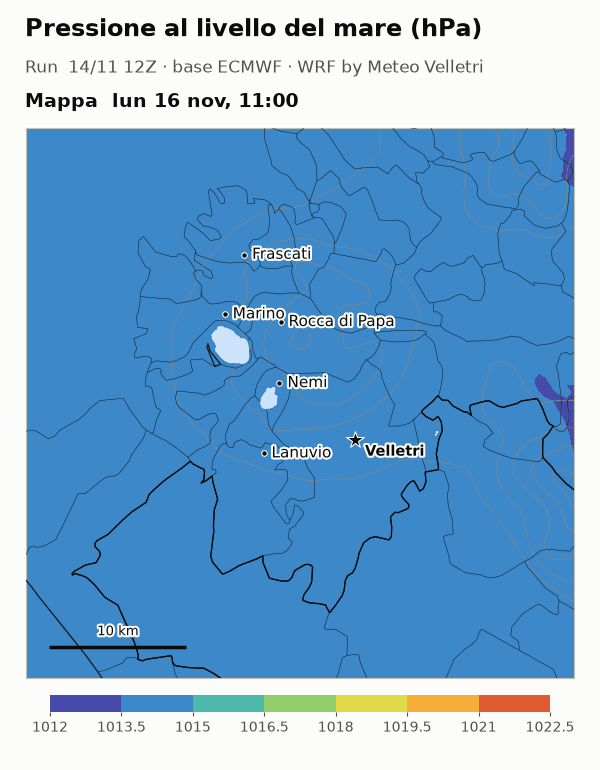 Pressione al livello del mare (hPa)
Run 14/11 12Z · base ECMWF · WRF by Meteo Velletri
Mappa lun 16 nov, 11:00
Frascati
Marino
Rocca di Papa
Nemi
Velletri
Lanuvio
10 km
1012 1013.5 1015 1016.5 1018 1019.5 1021 1022.5